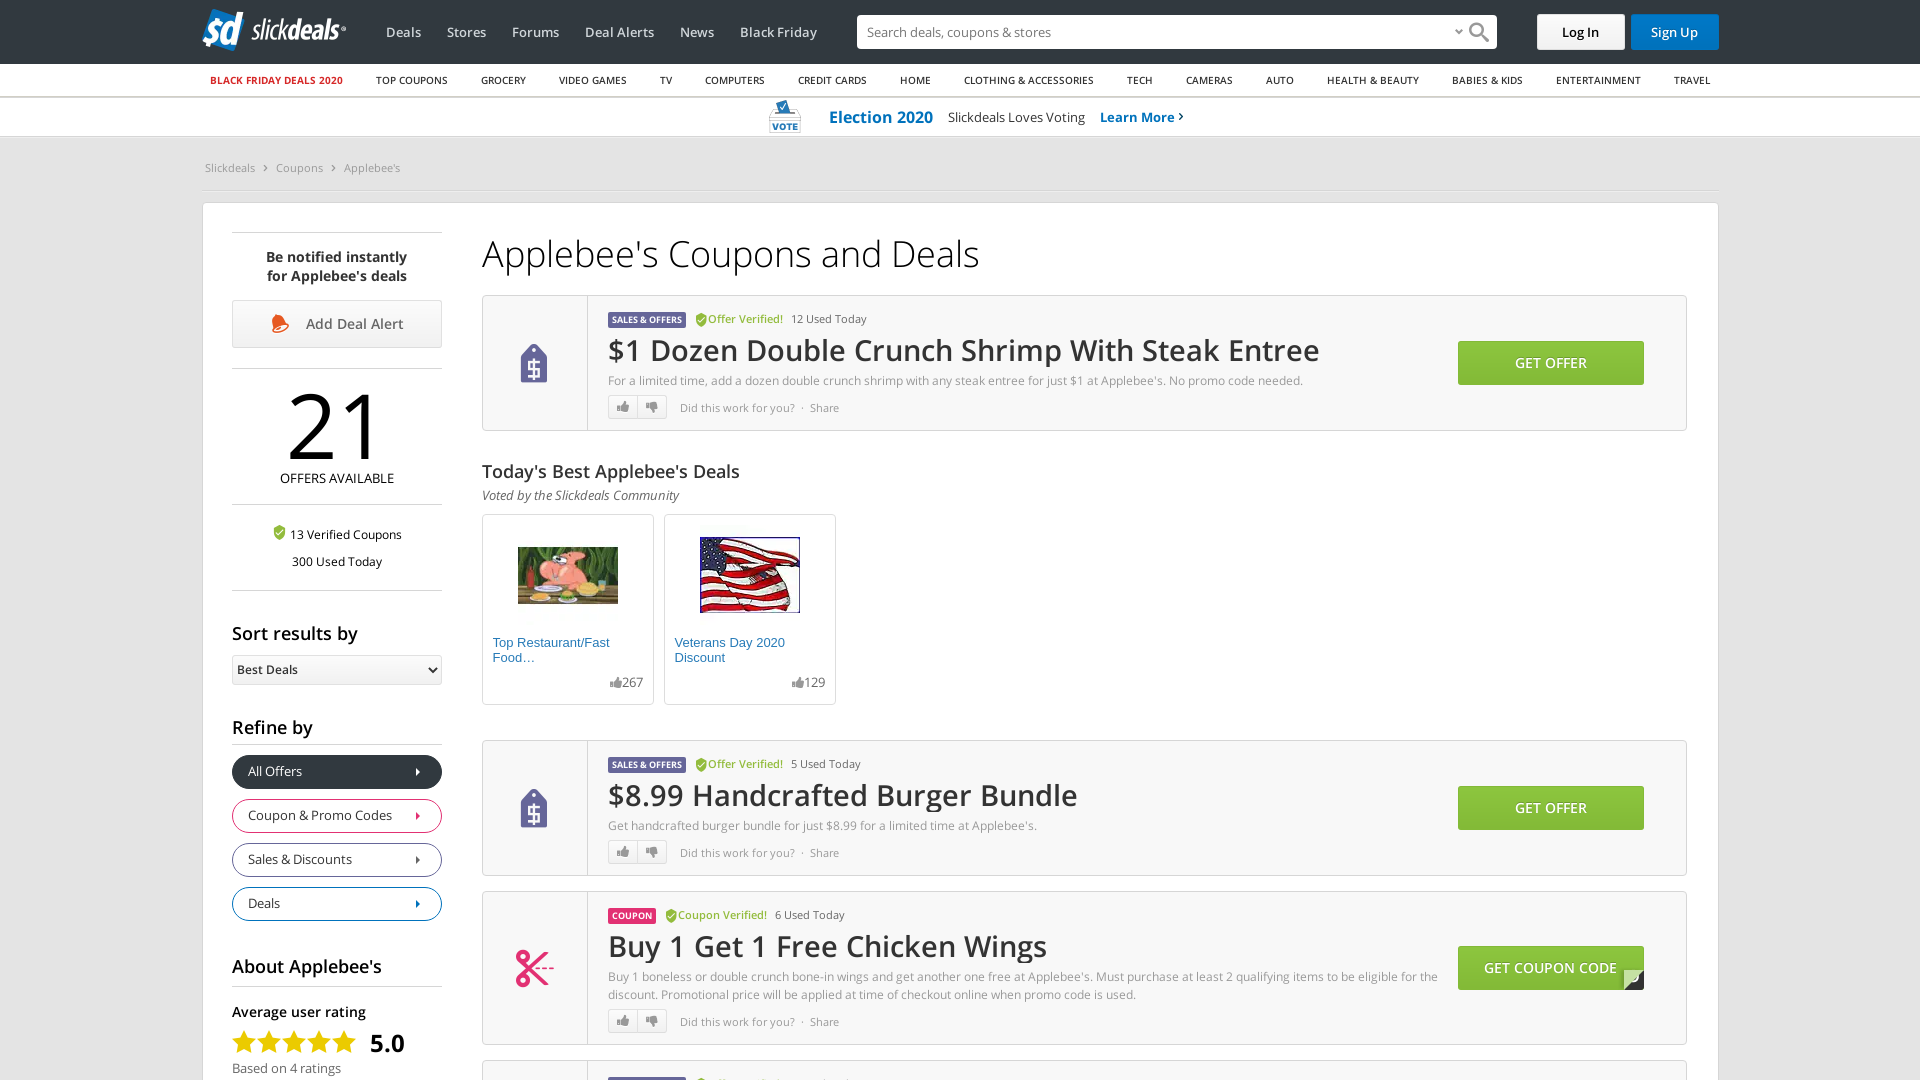 sd slickdeals
Deals Stores Forums Deal Alerts News Black Friday
Search deals, coupons & stores
Log In Sign Up
BLACK FRIDAY DEALS 2020 TOP COUPONS GROCERY VIDEO GAMES TV COMPUTERS CREDIT CARDS HOME CLOTHING & ACCESSORIES TECH CAMERAS AUTO HEALTH & BEAUTY BABIES & KIDS ENTERTAINMENT TRAVEL
VOTE Election 2020 Slickdeals Loves Voting Learn More
Slickdeals Coupons Applebee's
Be notified instantly
for Applebee's deals
Add Deal Alert
21
OFFERS AVAILABLE
13 Verified Coupons
300 Used Today
Sort results by
Best Deals
Refine by
All Offers
Coupon & Promo Codes
Sales & Discounts
Deals
About Applebee's
Average user rating
5.0
Based on 4 ratings
Applebee's Coupons and Deals
SALES & OFFERS Offer Verified! 12 Used Today
$1 Dozen Double Crunch Shrimp With Steak Entree
For a limited time, add a dozen double crunch shrimp with any steak entree for just $1 at Applebee's. No promo code needed.
Did this work for you? · Share
GET OFFER
Today's Best Applebee's Deals
Voted by the Slickdeals Community
Top Restaurant/Fast
Food…
267
Veterans Day 2020
Discount
129
SALES & OFFERS Offer Verified! 5 Used Today
$8.99 Handcrafted Burger Bundle
Get handcrafted burger bundle for just $8.99 for a limited time at Applebee's.
Did this work for you? · Share
GET OFFER
COUPON Coupon Verified! 6 Used Today
Buy 1 Get 1 Free Chicken Wings
Buy 1 boneless or double crunch bone-in wings and get another one free at Applebee's. Must purchase at least 2 qualifying items to be eligible for the
discount. Promotional price will be applied at time of checkout online when promo code is used.
Did this work for you? · Share
GET COUPON CODE